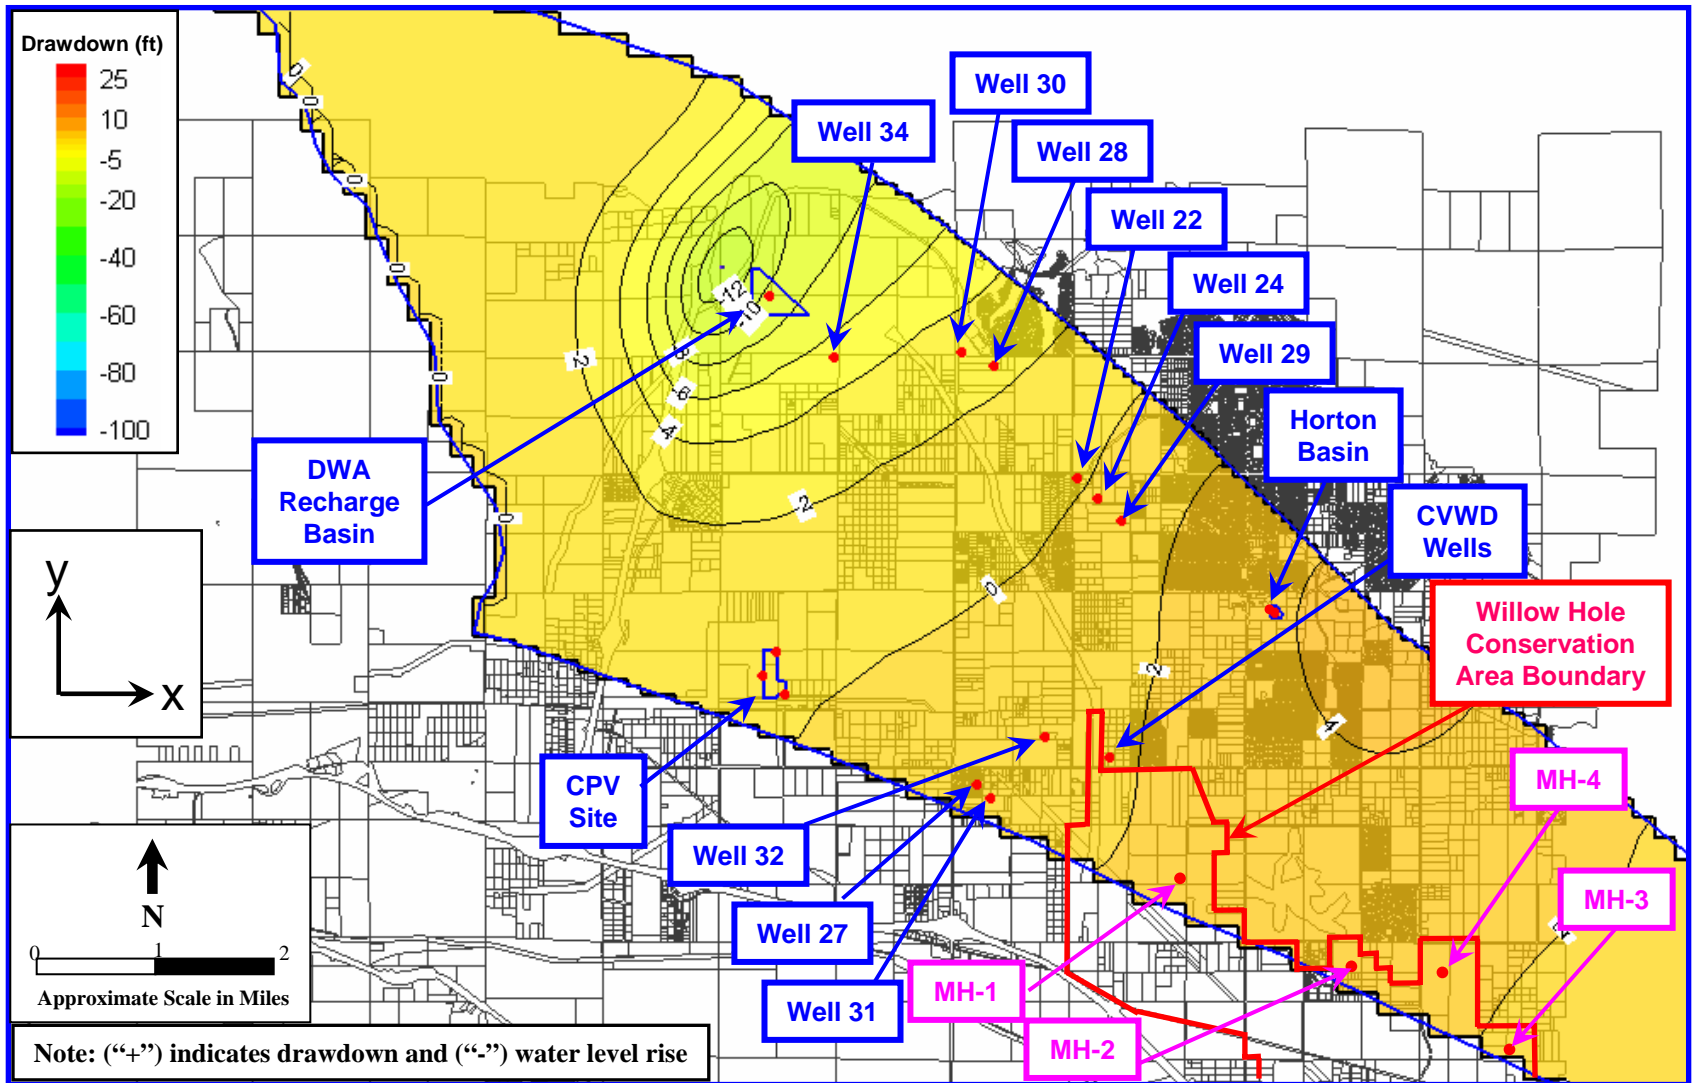 Drawdown (ft)
25
10
-5
-20
-40
-60
-80
-100
Well 30
Well 34
Well 28
Well 22
Well 24
Well 29
Horton
Basin
CVWD
Wells
Willow Hole
Conservation
Area Boundary
DWA
Recharge
Basin
0
0
0
0
0
0
-12
-10
-8
-6
-4
-2
-2
0
2
4
2
y
x
CPV
Site
Well 32
Well 27
Well 31
MH-4
MH-3
MH-1
MH-2
N
0 1 2
Approximate Scale in Miles
Note: (“+”) indicates drawdown and (“-”) water level rise